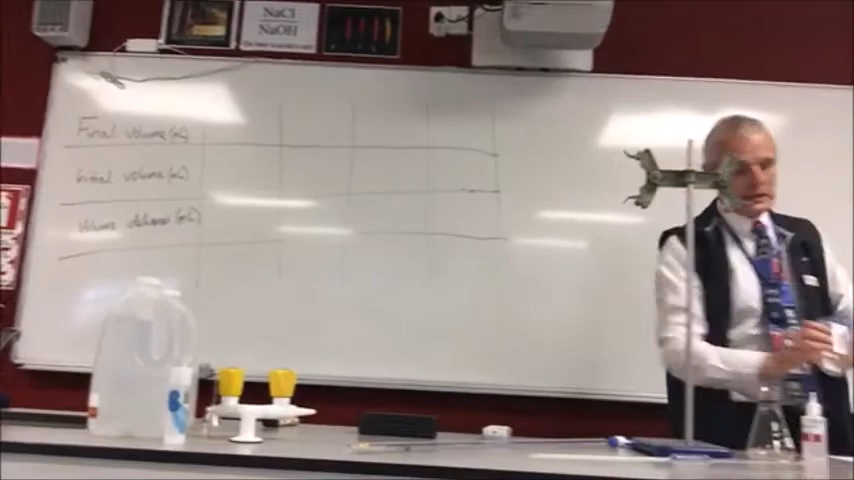 NaCl
NaOH
Final volume (mL)
Initial volume (mL)
Volume delivered (mL)